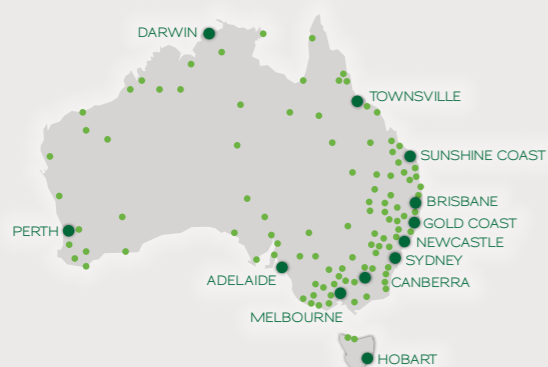 DARWIN
TOWNSVILLE
SUNSHINE COAST
BRISBANE
GOLD COAST
PERTH
NEWCASTLE
SYDNEY
ADELAIDE
CANBERRA
MELBOURNE
HOBART